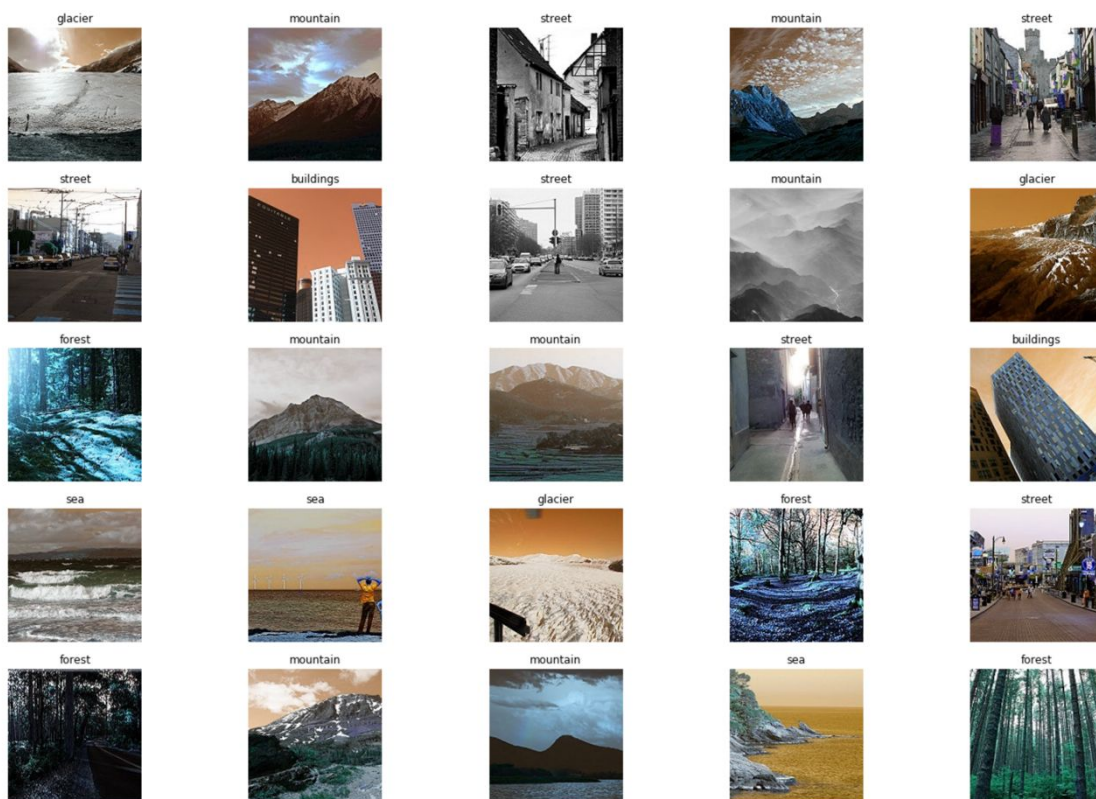 glacier mountain street mountain street
street buildings street mountain glacier
forest mountain mountain street buildings
sea sea glacier forest street
forest mountain mountain sea forest